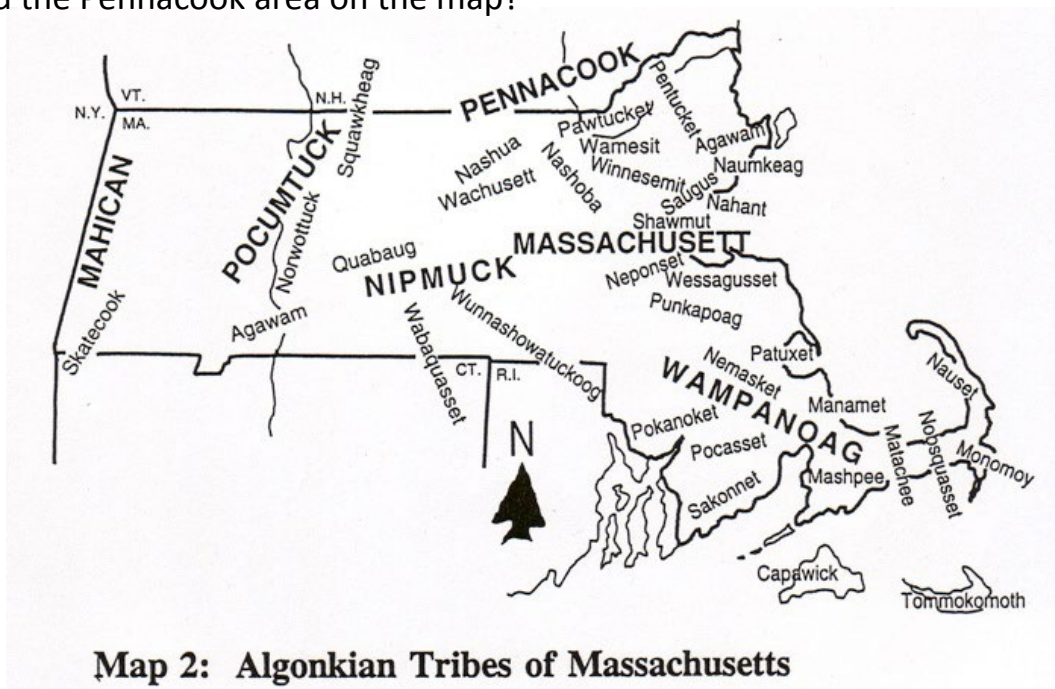 the Pennacook area on the map?
PENNACOOK
N.Y.
VT.
MA.
N.H.
Squawkheag
Pentucket
Pawtucket
Agawam
Wamesit
Nashua
Wachusett
Nashoba
Winnesemit
Naumkeag
Saugus
Nahant
Shawmut
MAHICAN
POCUMTUCK
Norwottuck
Quabaug
NIPMUCK
MASSACHUSETT
Neponset
Wessagusset
Punkapoag
Skatecook
Agawam
Wabaquasset
Wunnashowatuckoog
CT.
R.I.
Patuxet
Nemasket
WAMPANOAG
Manamet
Nauset
Pokanoket
Pocasset
Sakonnet
Mashpee
Matachee
Nobsquasset
Monomoy
N
Capawick
Tommokomoth
Map 2: Algonkian Tribes of Massachusetts